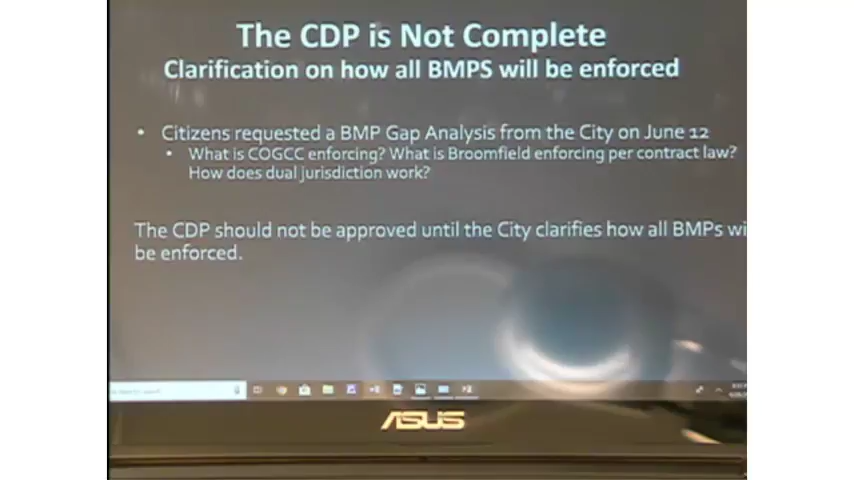 The CDP is Not Complete
Clarification on how all BMPS will be enforced
• Citizens requested a BMP Gap Analysis from the City on June 12
• What is COGCC enforcing? What is Broomfield enforcing per contract law?
How does dual jurisdiction work?
The CDP should not be approved until the City clarifies how all BMPs wi
be enforced.
ASUS